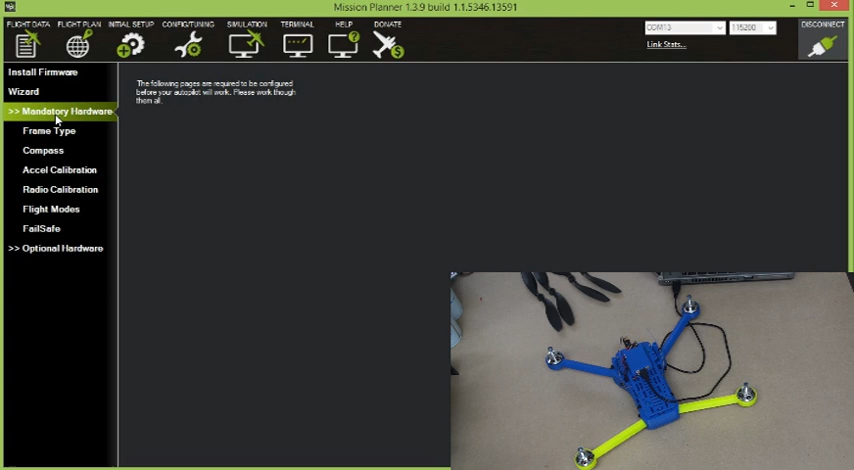 Mission Planner 1.3.9 build 1.1.5346.13591
FLIGHT DATA FLIGHT PLAN INITIAL SETUP CONFIG/TUNING SIMULATION TERMINAL HELP DONATE
COM13 115200 DISCONNECT
Link Stats...
Install Firmware
Wizard
>> Mandatory Hardware
Frame Type
Compass
Accel Calibration
Radio Calibration
Flight Modes
FailSafe
>> Optional Hardware
The following pages are required to be configured
before your autopilot will work. Please work though
them all.